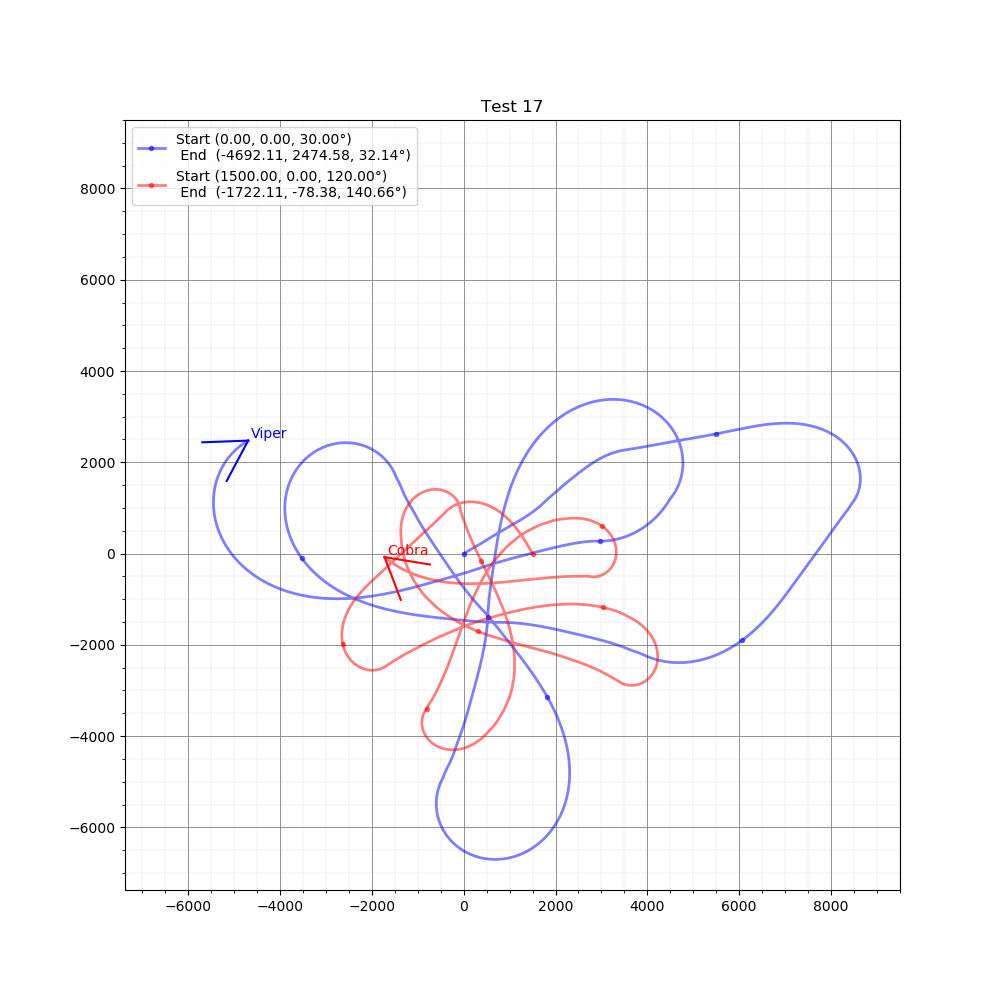 Test 17
Start (0.00, 0.00, 30.00°)
End (-4692.11, 2474.58, 32.14°)
Start (1500.00, 0.00, 120.00°)
End (-1722.11, -78.38, 140.66°)
8000
6000
4000
2000
0
−2000
−4000
−6000
Viper
Cobra
−6000 −4000 −2000 0 2000 4000 6000 8000